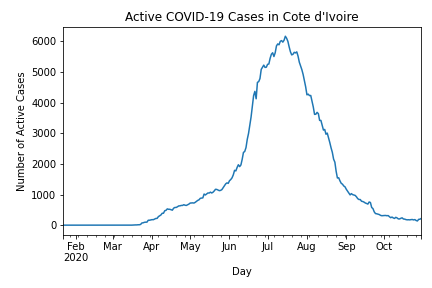 Active COVID-19 Cases in Cote d'Ivoire
Number of Active Cases
6000
5000
4000
3000
2000
1000
0
Feb Mar Apr May Jun Jul Aug Sep Oct
2020
Day